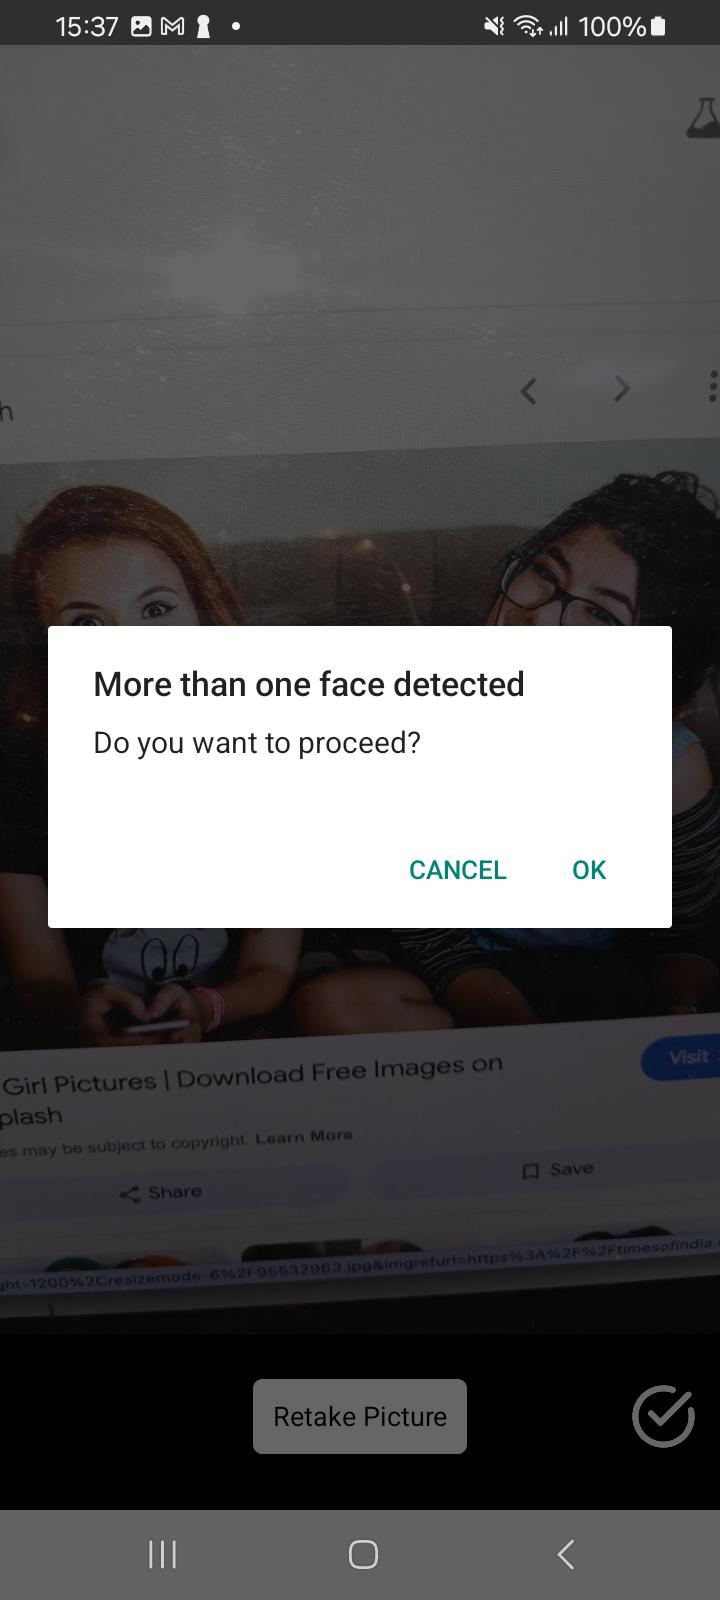 15:37
100%
h
More than one face detected
Do you want to proceed?
CANCEL
OK
Girl Pictures | Download Free Images on
plash
Visit
es may be subject to copyright. Learn More
Share
Save
ght-1200%2Cresizemode-6%2F95532963.jpg&imgrefurl=https%3A%2F%2Ftimesofindia.
Retake Picture